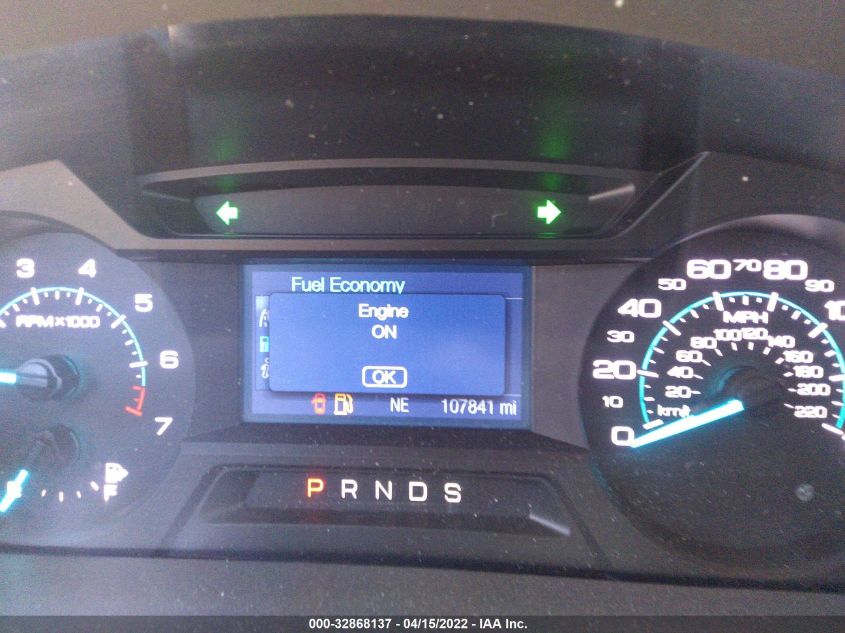 3 4 5 6 7
RPM×1000
F
Fuel Economy
Engine
ON
OK
NE 107841 mi
P R N D S
0 10 20 30 40 50 60 70 80 90
MPH
20 40 60 80 100 120 140 160 180 200 220
km/h
000-32868137 - 04/15/2022 - IAA Inc.